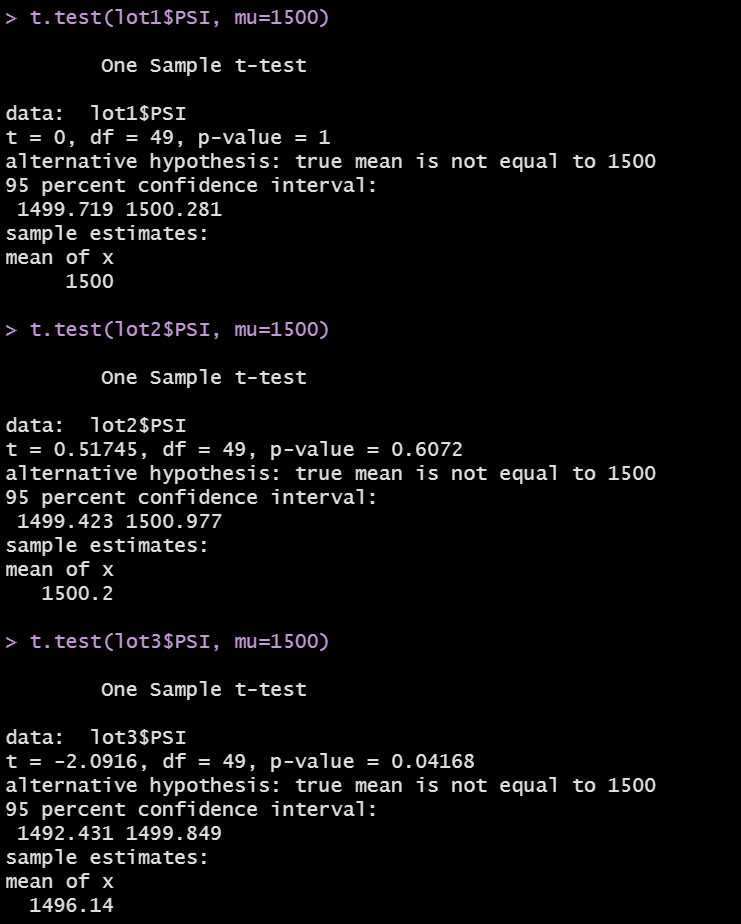 > t.test(lot1$PSI, mu=1500)
One Sample t-test
data:  lot1$PSI
t = 0, df = 49, p-value = 1
alternative hypothesis: true mean is not equal to 1500
95 percent confidence interval:
1499.719 1500.281
sample estimates:
mean of x
1500
> t.test(lot2$PSI, mu=1500)
One Sample t-test
data:  lot2$PSI
t = 0.51745, df = 49, p-value = 0.6072
alternative hypothesis: true mean is not equal to 1500
95 percent confidence interval:
1499.423 1500.977
sample estimates:
mean of x
1500.2
> t.test(lot3$PSI, mu=1500)
One Sample t-test
data:  lot3$PSI
t = -2.0916, df = 49, p-value = 0.04168
alternative hypothesis: true mean is not equal to 1500
95 percent confidence interval:
1492.431 1499.849
sample estimates:
mean of x
1496.14